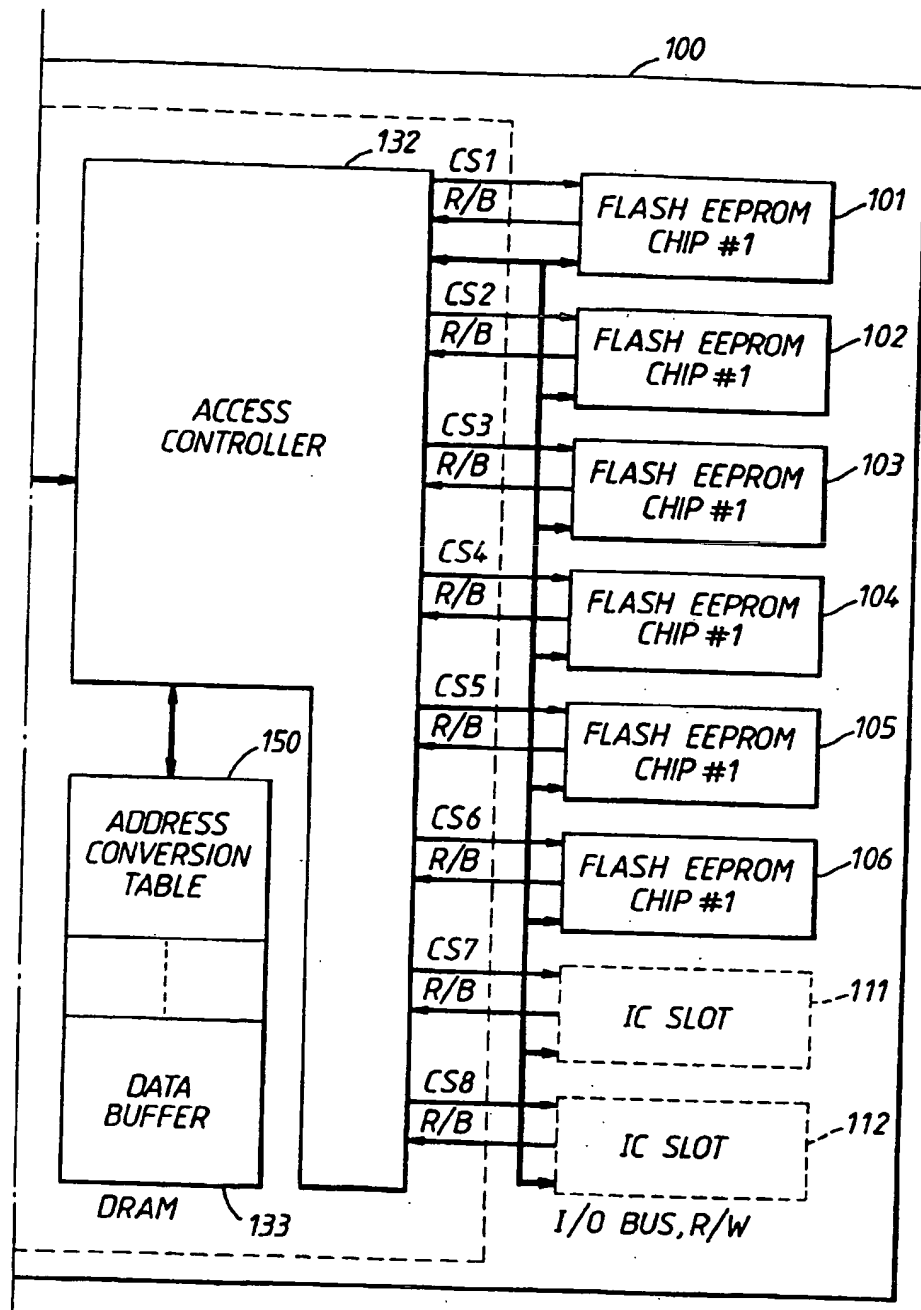 100
132
CS1
R/B
FLASH EEPROM
CHIP #1
101
CS2
R/B
FLASH EEPROM
CHIP #1
102
ACCESS
CONTROLLER
CS3
R/B
FLASH EEPROM
CHIP #1
103
CS4
R/B
FLASH EEPROM
CHIP #1
104
CS5
R/B
FLASH EEPROM
CHIP #1
105
150
ADDRESS
CONVERSION
TABLE
CS6
R/B
FLASH EEPROM
CHIP #1
106
CS7
R/B
IC SLOT
111
DATA
BUFFER
CS8
R/B
IC SLOT
112
DRAM
133
I/O BUS, R/W